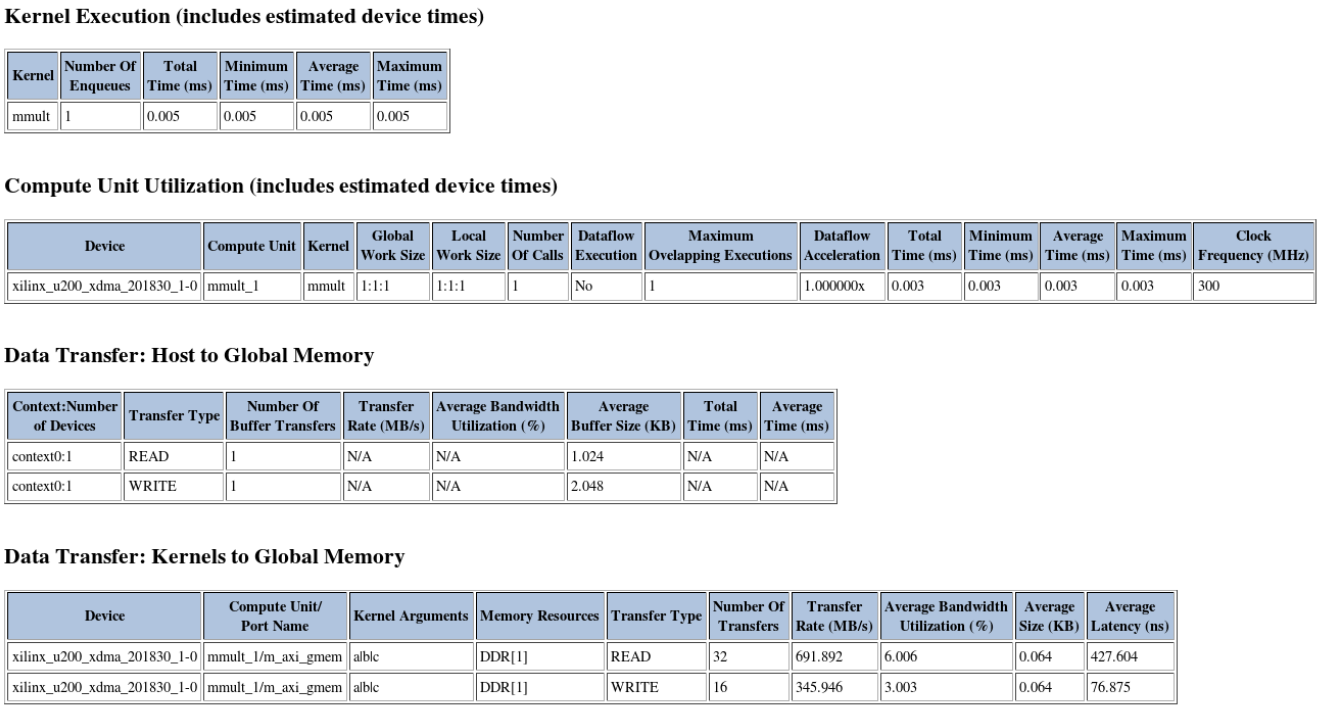 Kernel Execution (includes estimated device times)
Kernel Number Of Enqueues Total Time (ms) Minimum Time (ms) Average Time (ms) Maximum Time (ms)
mmult 1 0.005 0.005 0.005 0.005
Compute Unit Utilization (includes estimated device times)
Device Compute Unit Kernel Global Work Size Local Work Size Number Of Calls Dataflow Execution Maximum Ovelapping Executions Dataflow Acceleration Total Time (ms) Minimum Time (ms) Average Time (ms) Maximum Time (ms) Clock Frequency (MHz)
xilinx_u200_xdma_201830_1-0 mmult_1 mmult 1:1:1 1:1:1 1 No 1 1.000000x 0.003 0.003 0.003 0.003 300
Data Transfer: Host to Global Memory
Context:Number of Devices Transfer Type Number Of Buffer Transfers Transfer Rate (MB/s) Average Bandwidth Utilization (%) Average Buffer Size (KB) Total Time (ms) Average Time (ms)
context0:1 READ 1 N/A N/A 1.024 N/A N/A
context0:1 WRITE 1 N/A N/A 2.048 N/A N/A
Data Transfer: Kernels to Global Memory
Device Compute Unit/ Port Name Kernel Arguments Memory Resources Transfer Type Number Of Transfers Transfer Rate (MB/s) Average Bandwidth Utilization (%) Average Size (KB) Average Latency (ns)
xilinx_u200_xdma_201830_1-0 mmult_1/m_axi_gmem a|b|c DDR[1] READ 32 691.892 6.006 0.064 427.604
xilinx_u200_xdma_201830_1-0 mmult_1/m_axi_gmem a|b|c DDR[1] WRITE 16 345.946 3.003 0.064 76.875